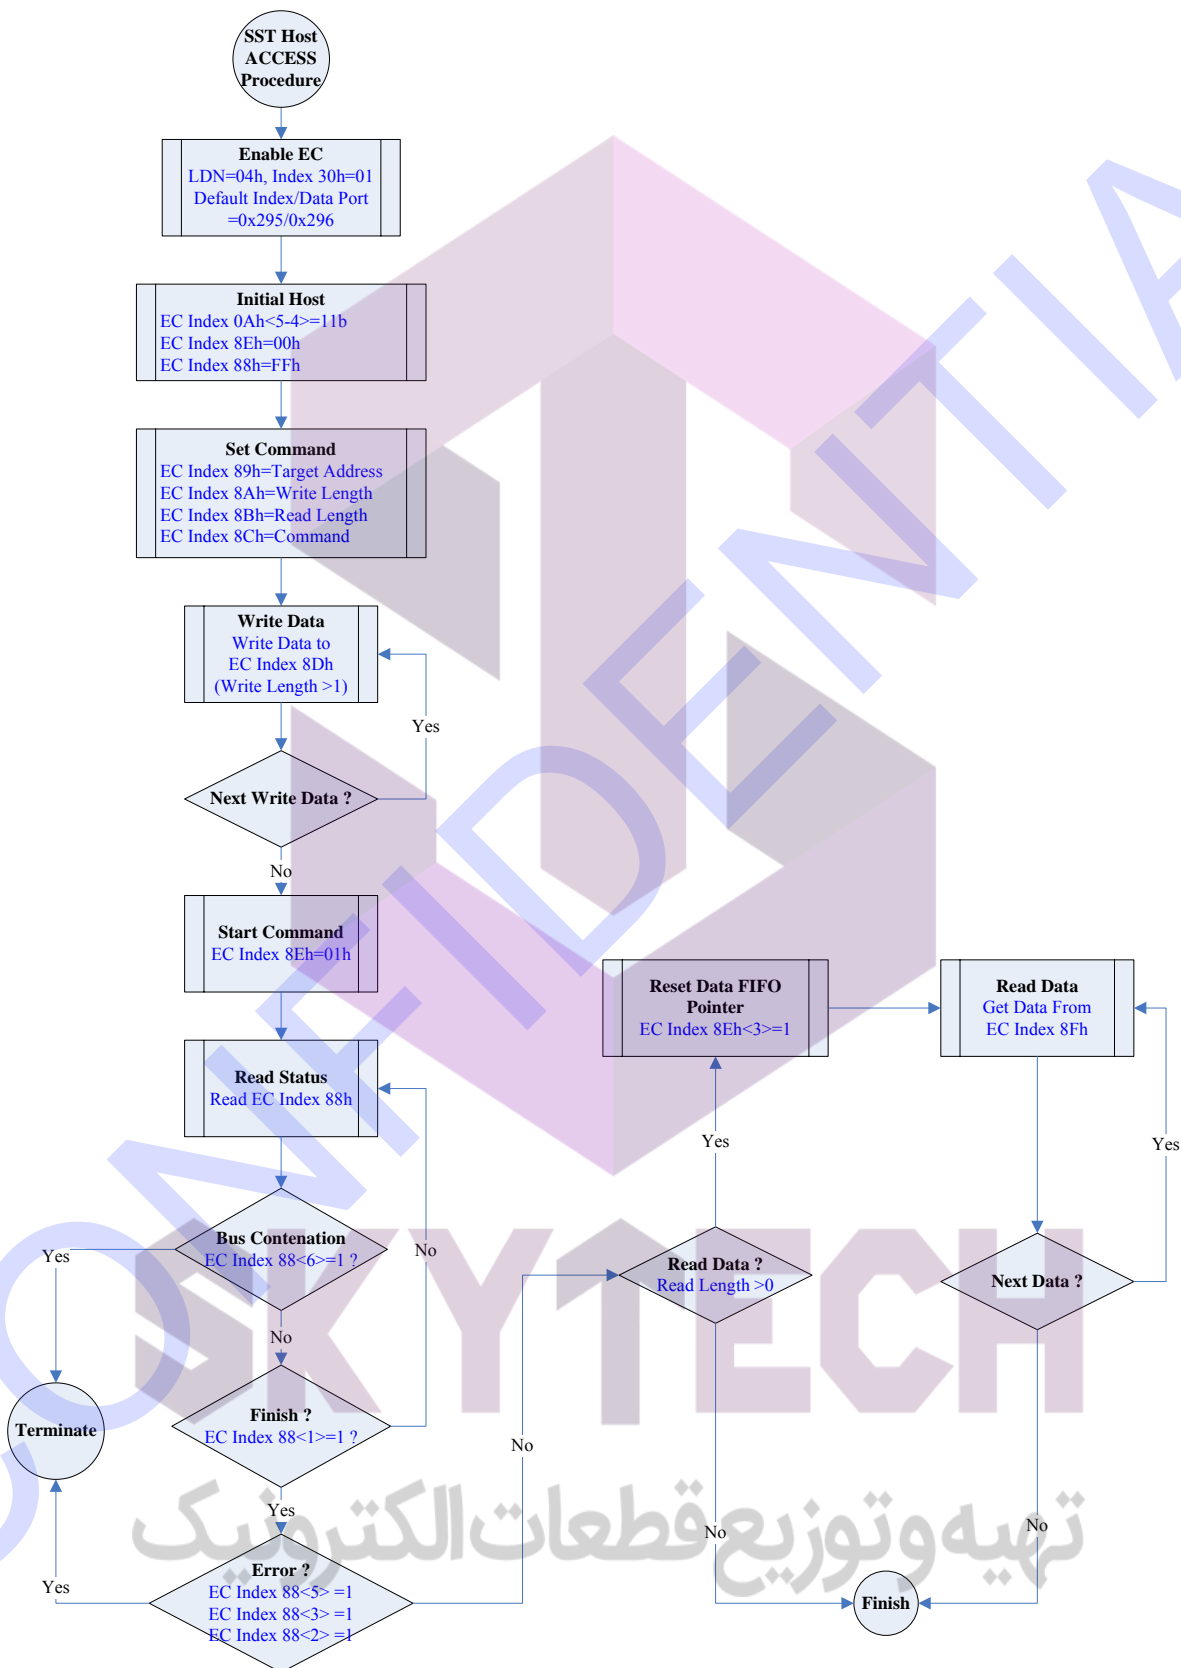 SST Host
ACCESS
Procedure
Enable EC
LDN=04h, Index 30h=01
Default Index/Data Port
=0x295/0x296
Initial Host
EC Index 0Ah<5-4>=11b
EC Index 8Eh=00h
EC Index 88h=FFh
Set Command
EC Index 89h=Target Address
EC Index 8Ah=Write Length
EC Index 8Bh=Read Length
EC Index 8Ch=Command
Write Data
Write Data to
EC Index 8Dh
(Write Length >1)
Yes
Next Write Data ?
No
Start Command
EC Index 8Eh=01h
Read Status
Read EC Index 88h
Bus Contenation
EC Index 88<6>=1 ?
Yes
No
No
Finish ?
EC Index 88<1>=1 ?
Terminate
Yes
Error ?
EC Index 88<5> =1
EC Index 88<3> =1
EC Index 88<2> =1
Yes
No
Reset Data FIFO
Pointer
EC Index 8Eh<3>=1
Yes
Read Data ?
Read Length >0
No
Read Data
Get Data From
EC Index 8Fh
Yes
Next Data ?
No
Finish
CONFIDENTIA
SKYTECH
تهیه و توزیع قطعات الکترونیک